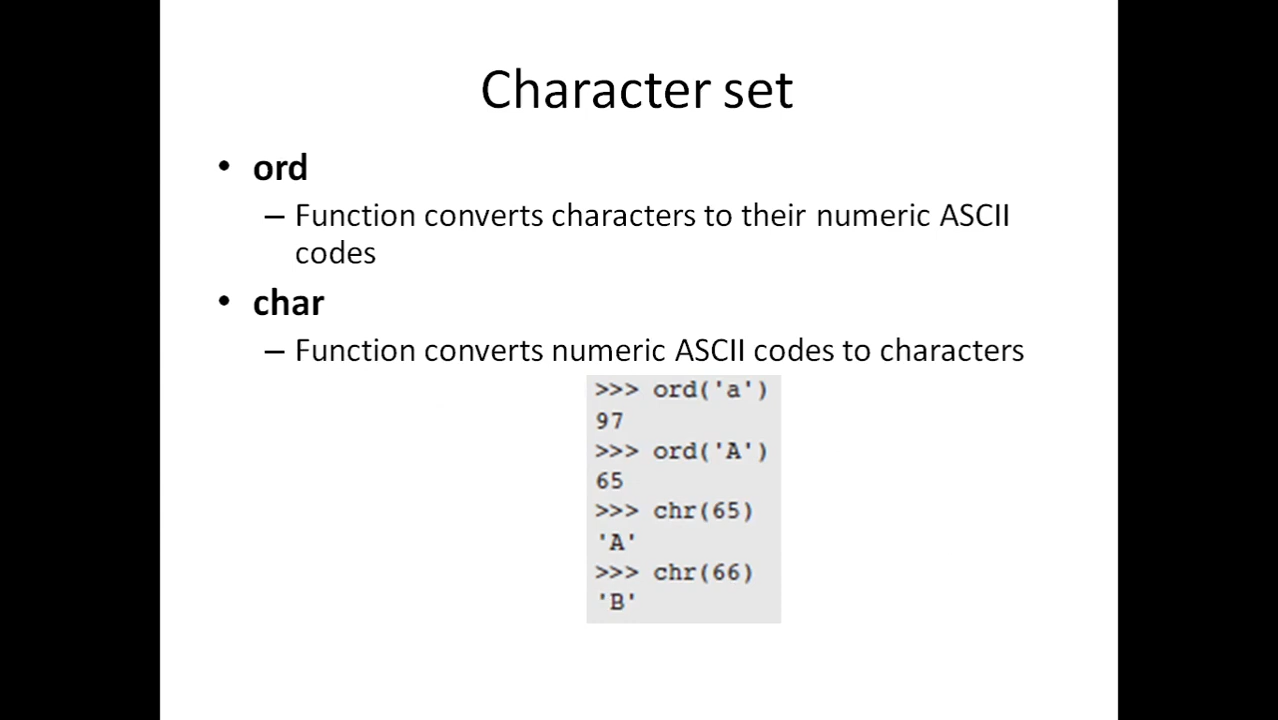 Character set
• ord
– Function converts characters to their numeric ASCII
codes
• char
– Function converts numeric ASCII codes to characters
>>> ord('a')
97
>>> ord('A')
65
>>> chr(65)
'A'
>>> chr(66)
'B'